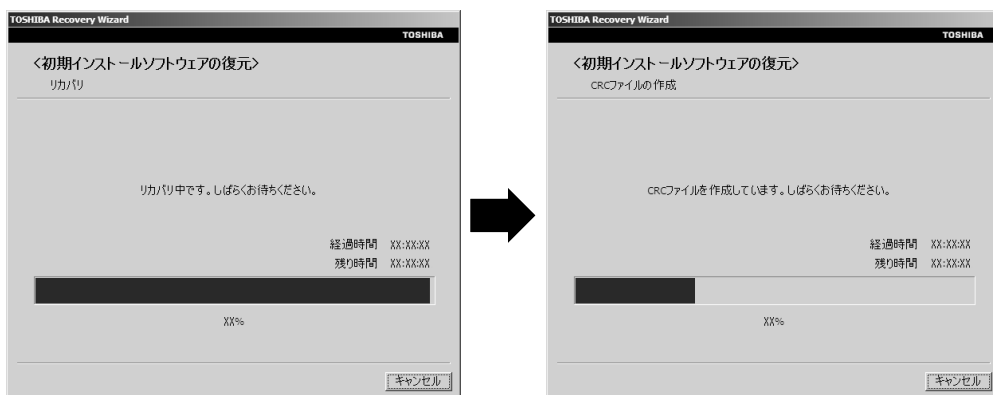 TOSHIBA Recovery Wizard
TOSHIBA
<初期インストールソフトウェアの復元>
リカバリ
リカバリ中です。しばらくお待ちください。
経過時間 XX:XX:XX
残り時間 XX:XX:XX
XX%
キャンセル
TOSHIBA Recovery Wizard
TOSHIBA
<初期インストールソフトウェアの復元>
CRCファイルの作成
CRCファイルを作成しています。しばらくお待ちください。
経過時間 XX:XX:XX
残り時間 XX:XX:XX
XX%
キャンセル